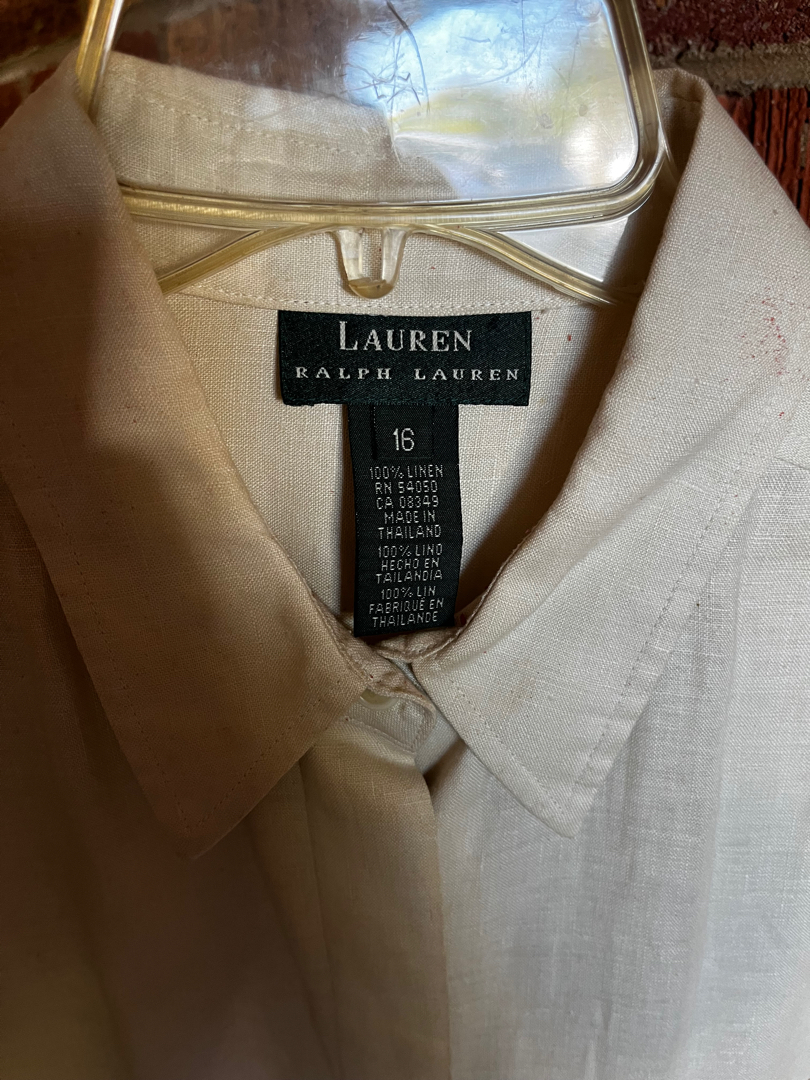 LAUREN
RALPH LAUREN
16
100% LINEN
RN 54050
CA 08349
MADE IN
THAILAND
100% LINO
HECHO EN
TAILANDIA
100% LIN
FABRIQUÉ EN
THAÏLANDE